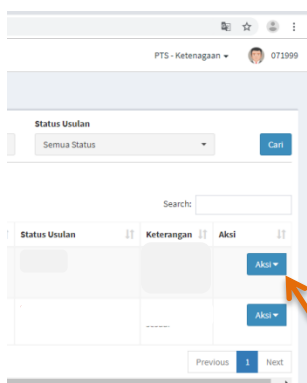 PTS - Ketenagaan 071999
Status Usulan
Semua Status Cari
Search:
Status Usulan Keterangan Aksi
Aksi
Aksi
Previous 1 Next